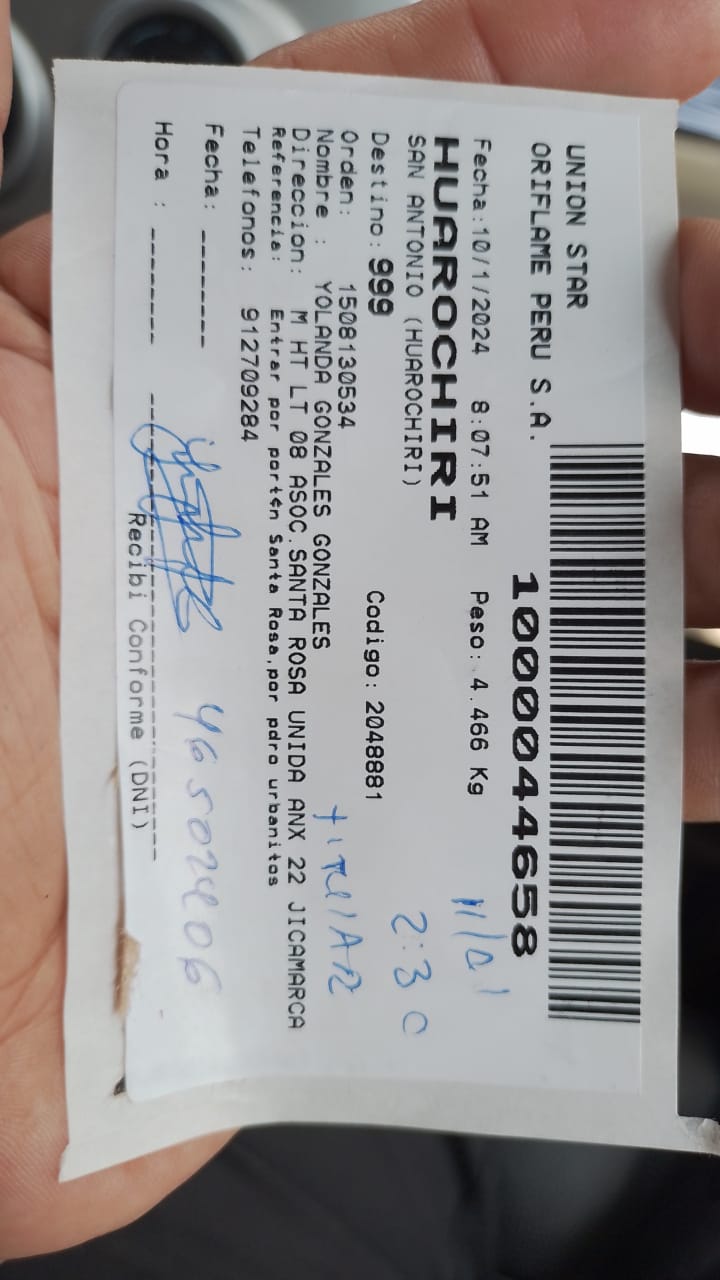 UNION STAR
ORIFLAME PERU S.A.
1000044658
Fecha:10/1/2024 8:07:51 AM Peso: 4.466 Kg
HUAROCHIRI
SAN ANTONIO (HUAROCHIRI)
2:30
Destino: 999 Codigo: 2048881
Orden: 1508130534
titular
Nombre : YOLANDA GONZALES GONZALES
Direccion: M HT LT 08 ASOC.SANTA ROSA UNIDA ANX 22 JICAMARCA
Referencia: Entrar por portén Santa Rosa,por pdro urbanitos
Telefonos: 912709284
Fecha: --------
Hora : --------
Recibi Conforme (DNI)